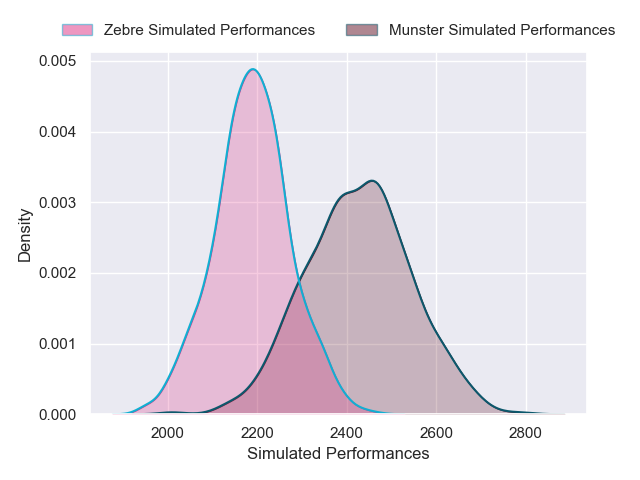 Zebre Simulated Performances Munster Simulated Performances
0.005
0.004
0.003
0.002
0.001
0.000
Density
2000 2200 2400 2600 2800
Simulated Performances